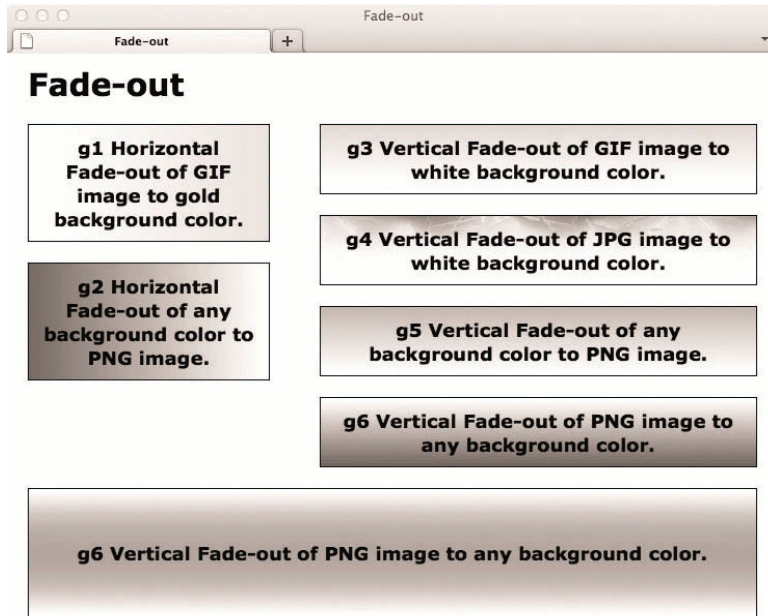 Fade-out
Fade-out
+
Fade-out
g1 Horizontal
Fade-out of GIF
image to gold
background color.
g2 Horizontal
Fade-out of any
background color to
PNG image.
g3 Vertical Fade-out of GIF image to
white background color.
g4 Vertical Fade-out of JPG image to
white background color.
g5 Vertical Fade-out of any
background color to PNG image.
g6 Vertical Fade-out of PNG image to
any background color.
g6 Vertical Fade-out of PNG image to any background color.